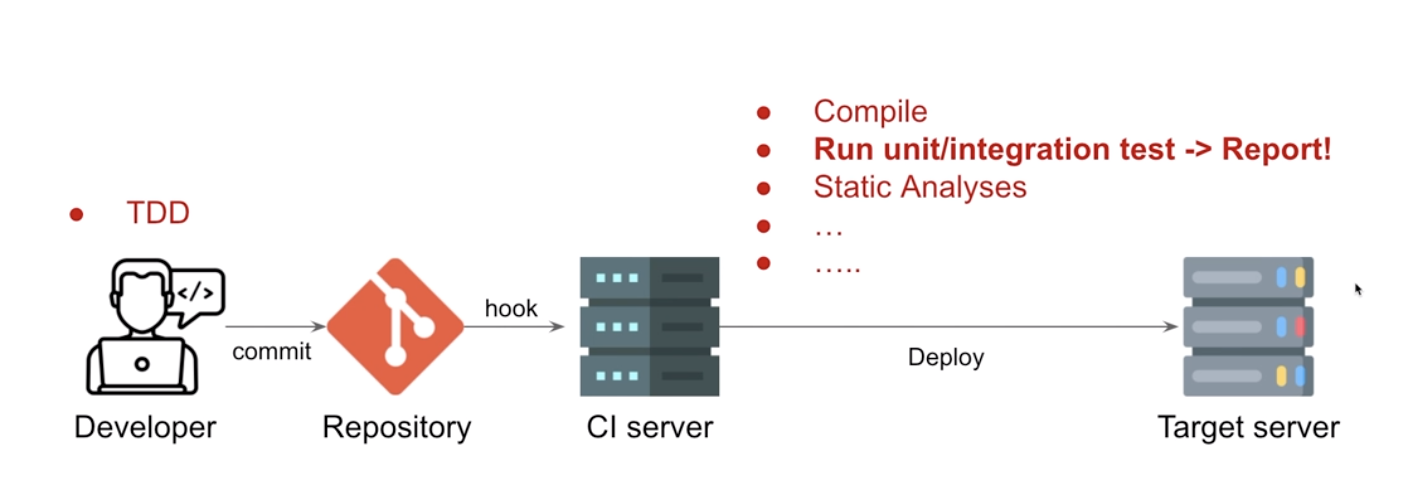 • Compile
• Run unit/integration test -> Report!
• Static Analyses
• …
• …..
• TDD
</>
commit
hook
Deploy
Developer
Repository
CI server
Target server